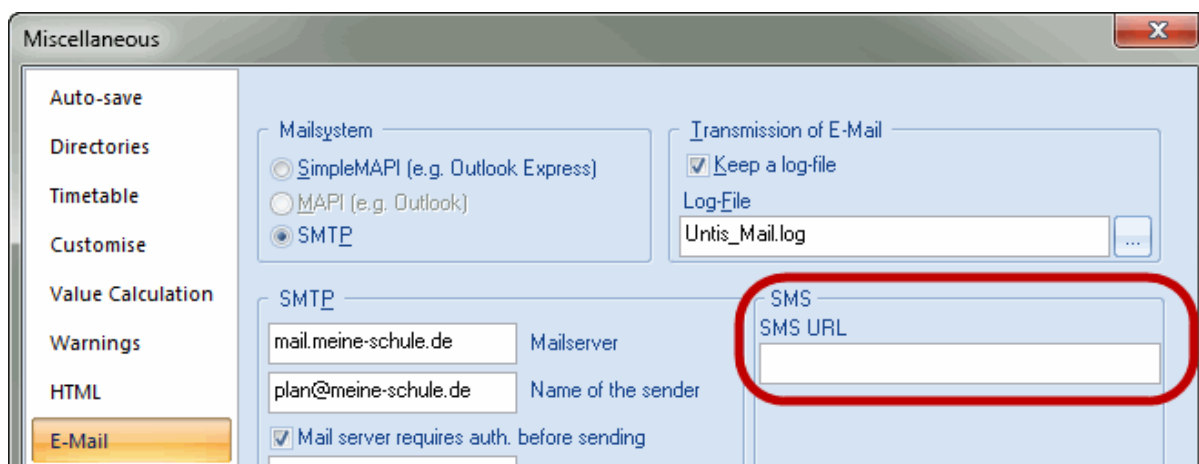 Miscellaneous
Auto-save
Directories
Timetable
Customise
Value Calculation
Warnings
HTML
E-Mail
Mailsystem
SimpleMAPI (e.g. Outlook Express)
MAPI (e.g. Outlook)
SMTP
Transmission of E-Mail
Keep a log-file
Log-File
Untis_Mail.log
...
SMTP
mail.meine-schule.de Mailserver
plan@meine-schule.de Name of the sender
Mail server requires auth. before sending
SMS
SMS URL